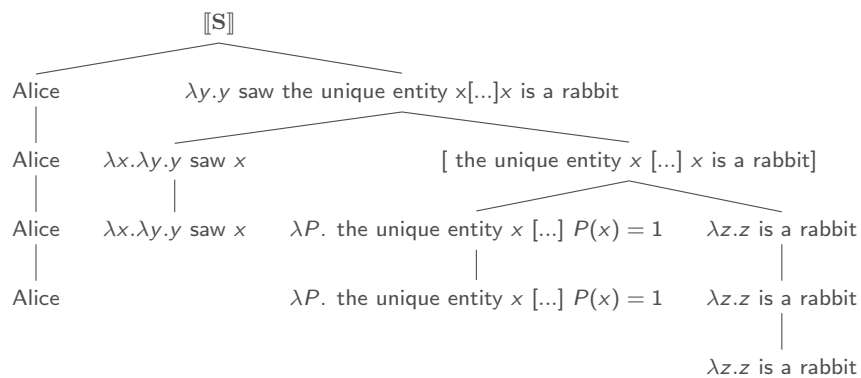 ⟦S⟧
Alice λy.y saw the unique entity x[...]x is a rabbit
Alice λx.λy.y saw x [ the unique entity x [...] x is a rabbit]
Alice λx.λy.y saw x λP. the unique entity x [...] P(x) = 1 λz.z is a rabbit
Alice λP. the unique entity x [...] P(x) = 1 λz.z is a rabbit
λz.z is a rabbit